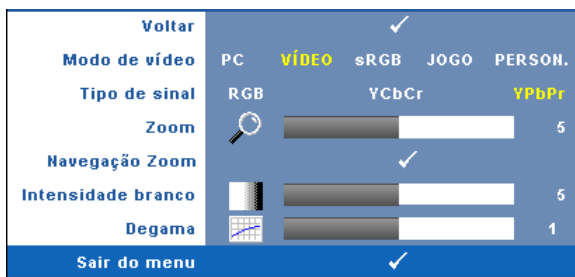 Voltar
Modo de vídeo PC VÍDEO sRGB JOGO PERSON.
Tipo de sinal RGB YCbCr YPbPr
Zoom 5
Navegação Zoom
Intensidade branco 5
Degama 1
Sair do menu